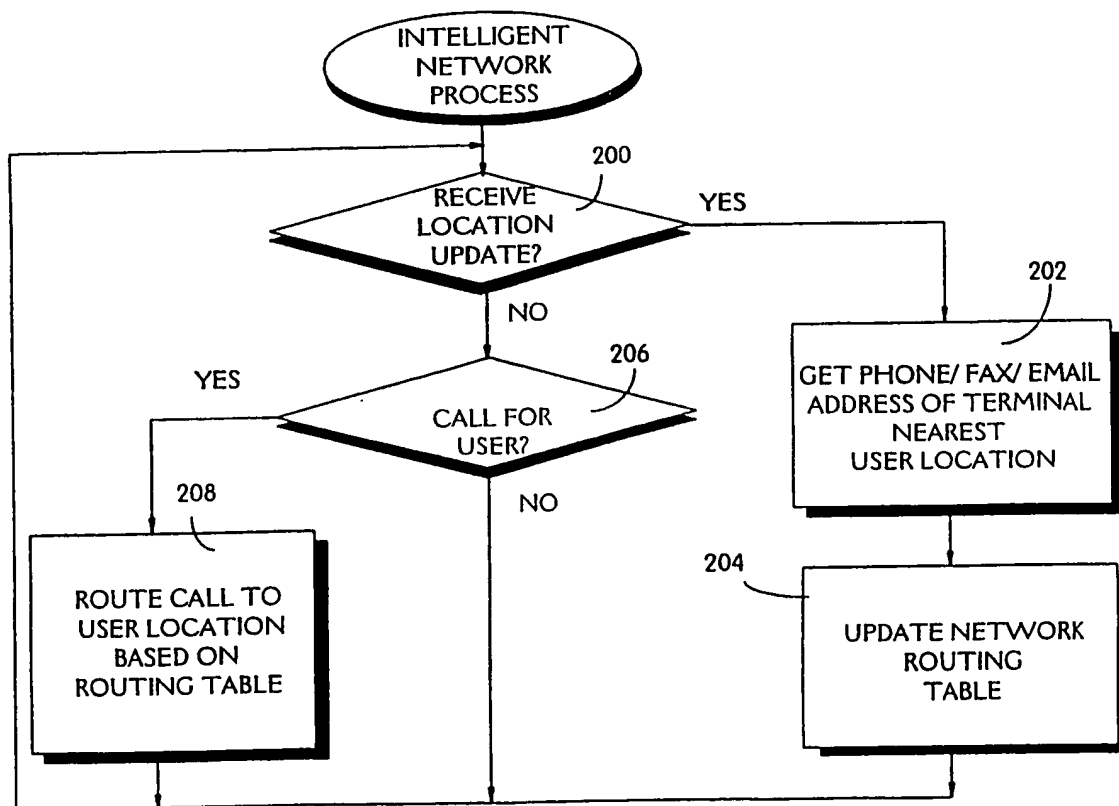 INTELLIGENT
NETWORK
PROCESS
200
RECEIVE
LOCATION
UPDATE?
YES
NO
202
GET PHONE/ FAX/ EMAIL
ADDRESS OF TERMINAL
NEAREST
USER LOCATION
206
CALL FOR
USER?
YES
NO
208
ROUTE CALL TO
USER LOCATION
BASED ON
ROUTING TABLE
204
UPDATE NETWORK
ROUTING
TABLE